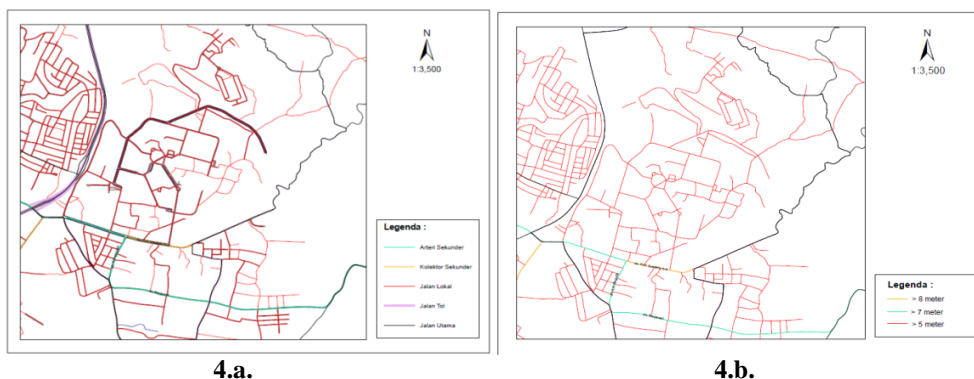 N
1:3,500
Legenda :
Arteri Sekunder
Kolektor Sekunder
Jalan Lokal
Jalan Tol
Jalan Utama
4.a.
N
1:3,500
Legenda :
> 8 meter
> 7 meter
> 5 meter
4.b.